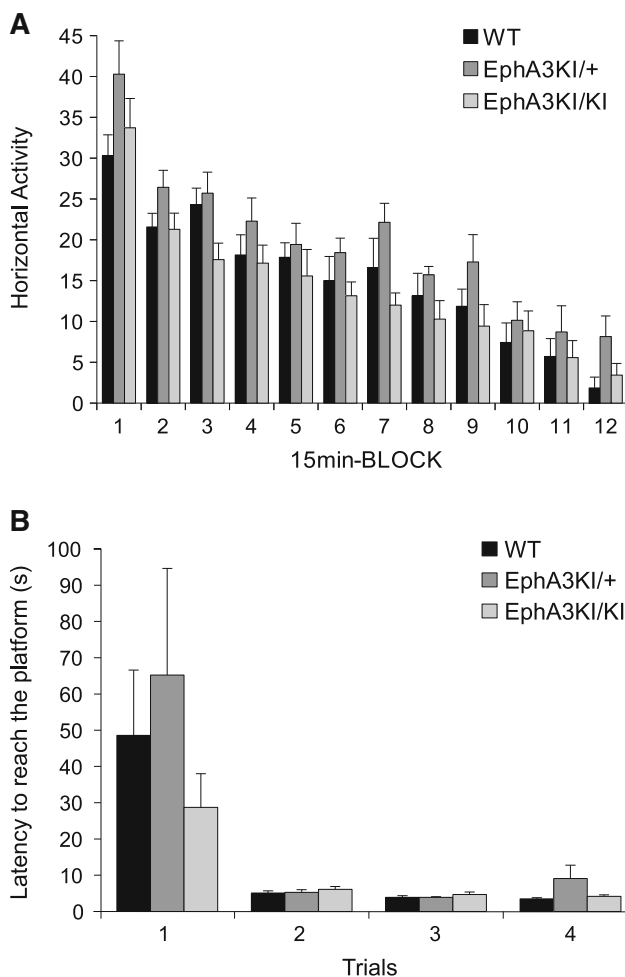 A
WT
EphA3KI/+
EphA3KI/KI
Horizontal Activity
45
40
35
30
25
20
15
10
5
0
1 2 3 4 5 6 7 8 9 10 11 12
15min-BLOCK
B
WT
EphA3KI/+
EphA3KI/KI
Latency to reach the platform (s)
100
90
80
70
60
50
40
30
20
10
0
1 2 3 4
Trials